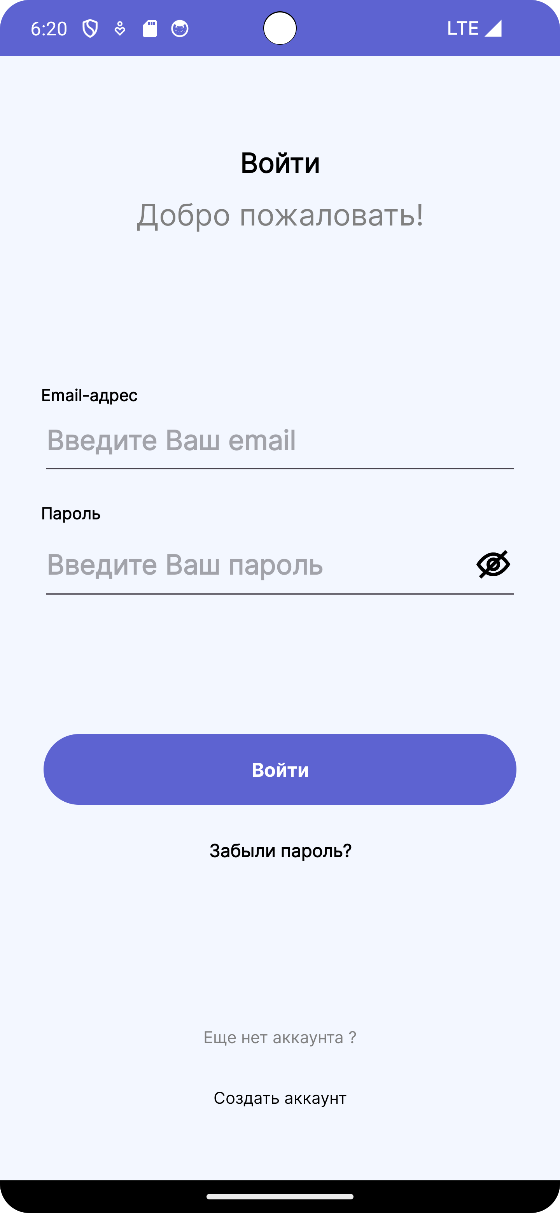 6:20 LTE
Войти
Добро пожаловать!
Email-адрес
Введите Ваш email
Пароль
Введите Ваш пароль
Войти
Забыли пароль?
Еще нет аккаунта ?
Создать аккаунт